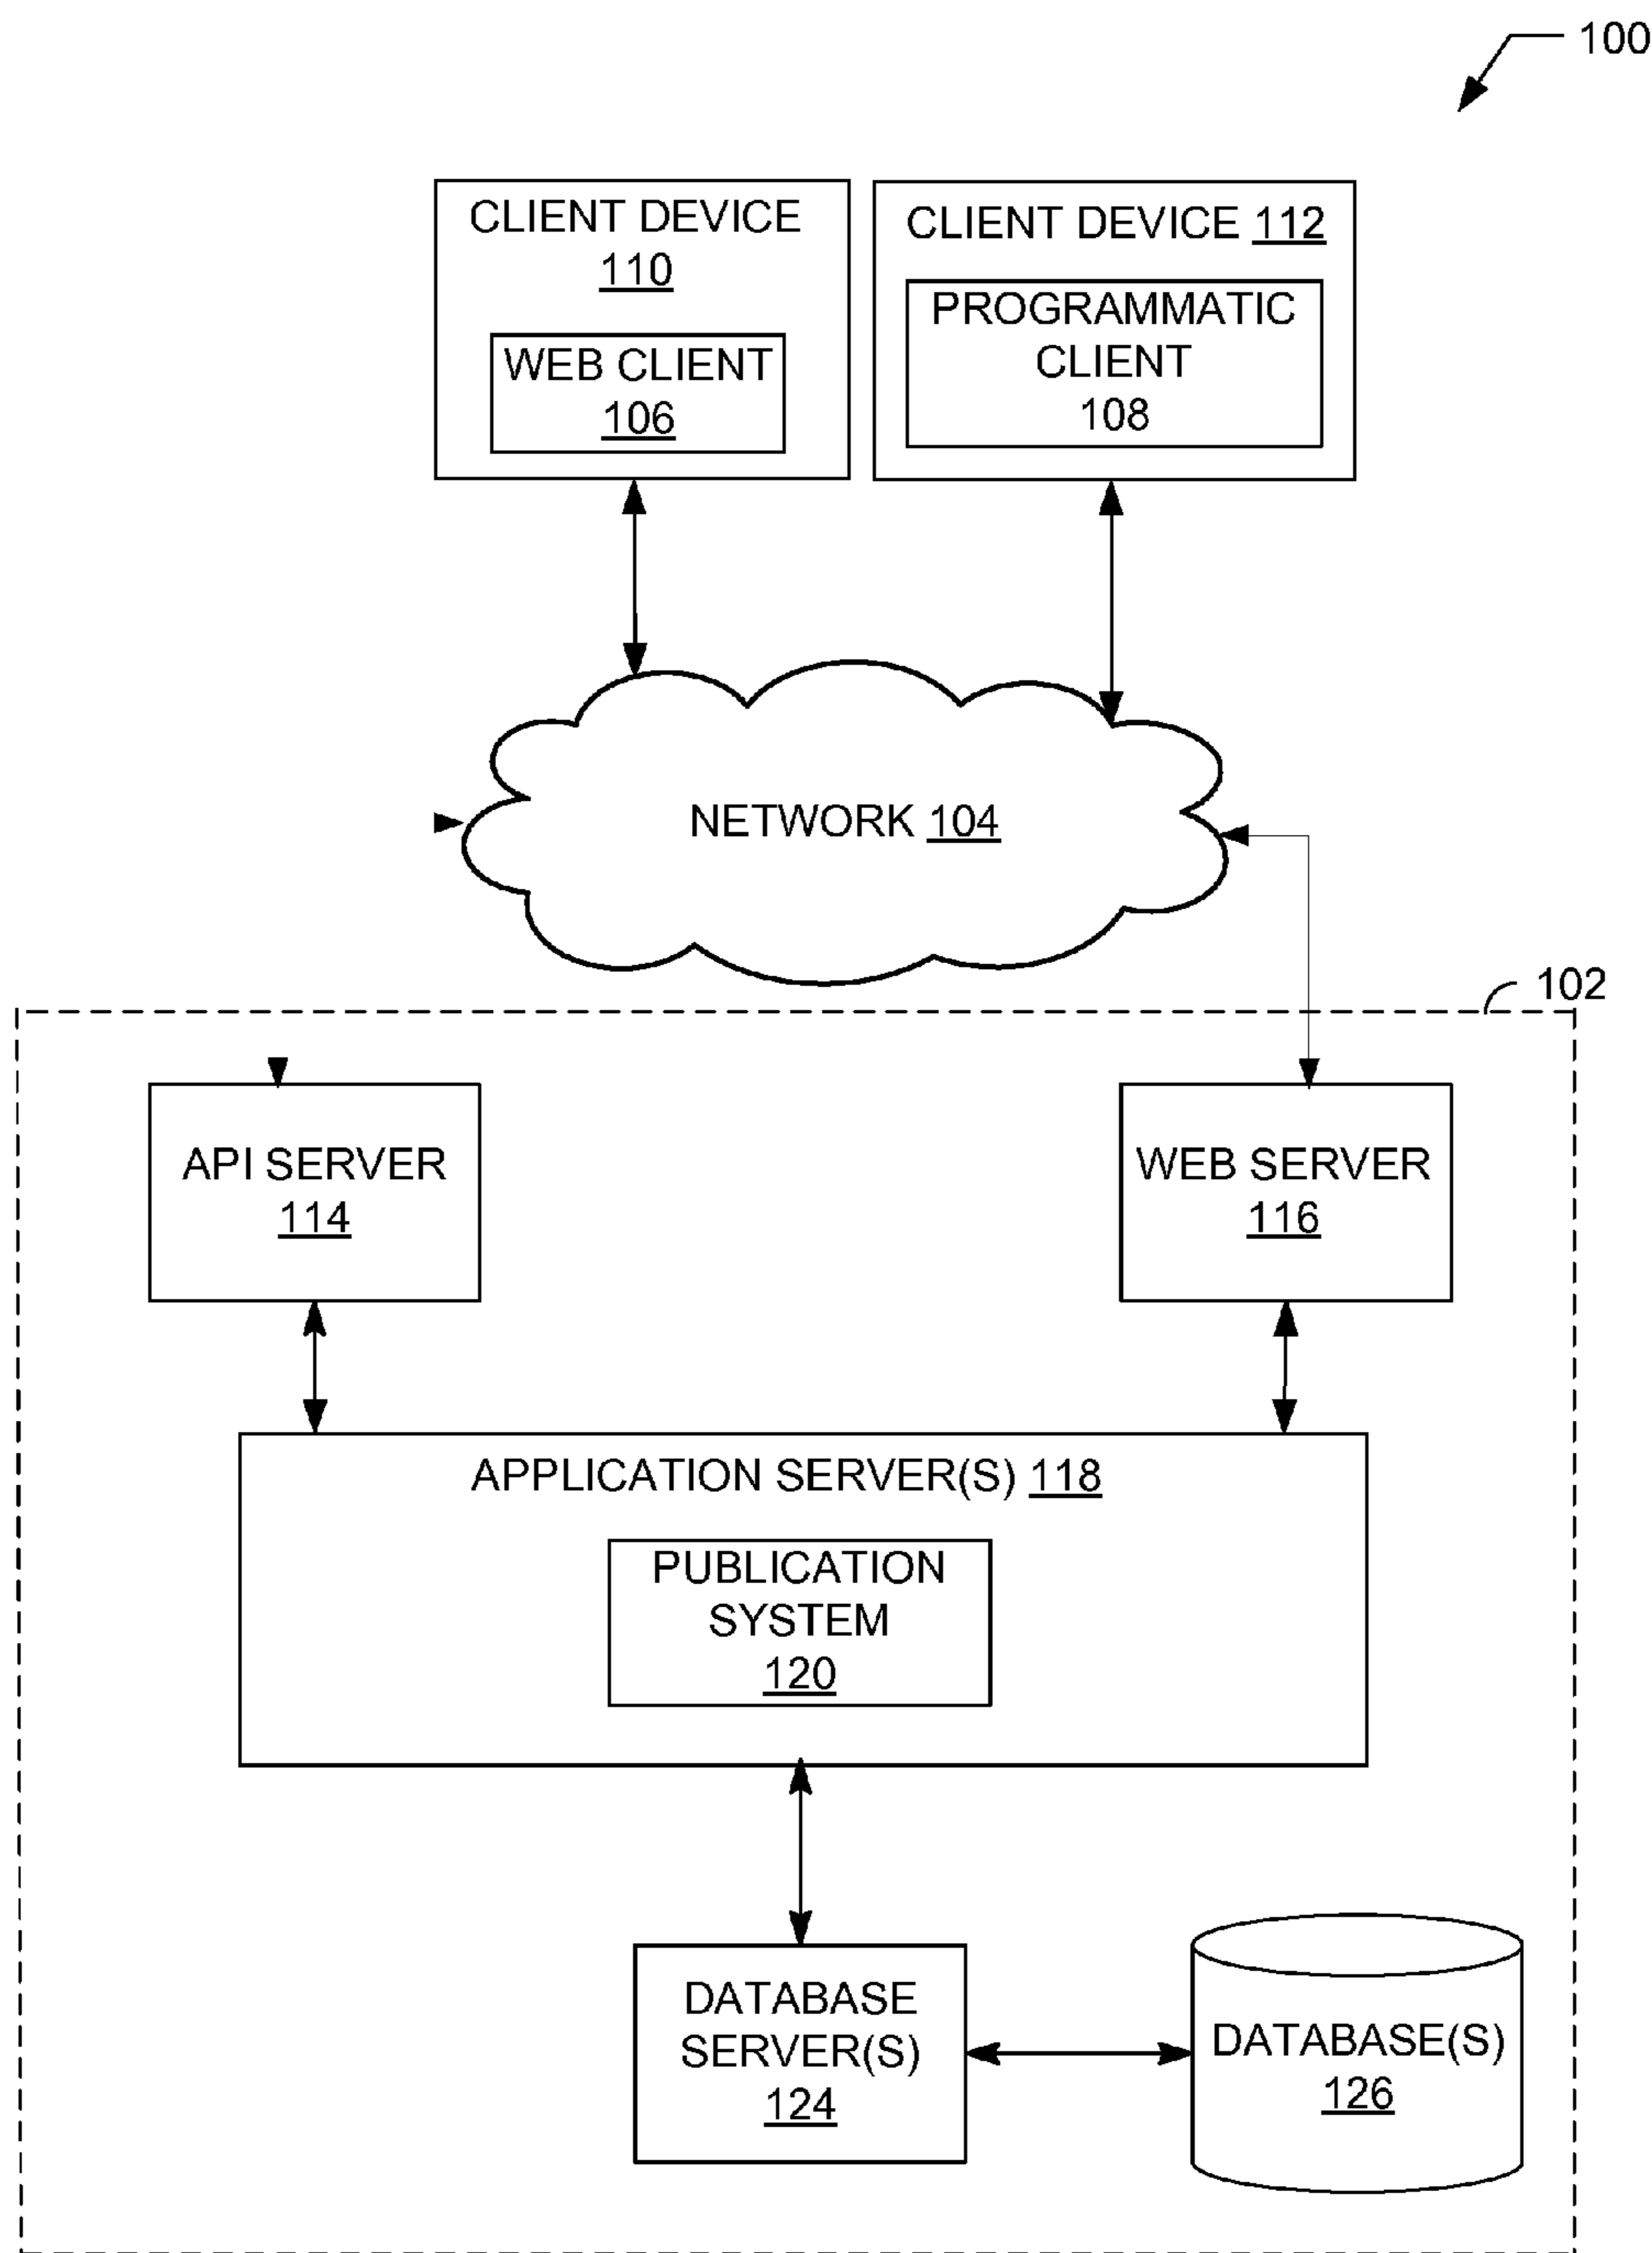 100
CLIENT DEVICE
110
WEB CLIENT
106
CLIENT DEVICE 112
PROGRAMMATIC
CLIENT
108
NETWORK 104
102
API SERVER
114
WEB SERVER
116
APPLICATION SERVER(S) 118
PUBLICATION
SYSTEM
120
DATABASE
SERVER(S)
124
DATABASE(S)
126